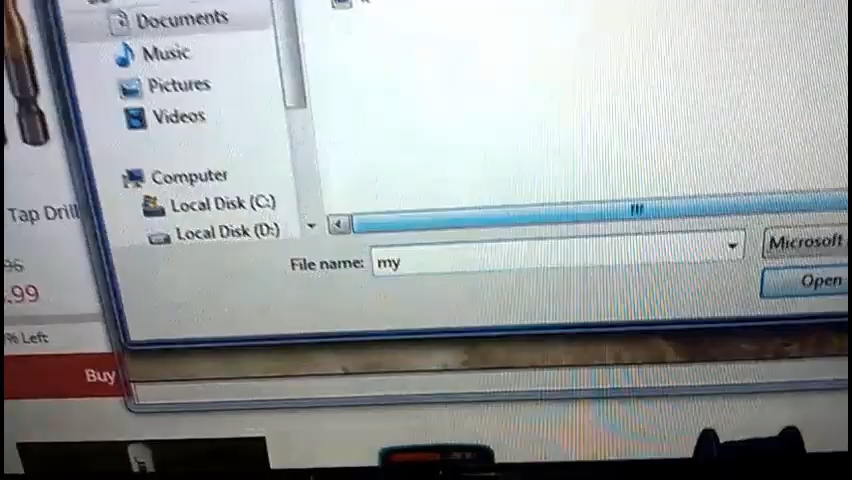 Documents
Music
Pictures
Videos
Computer
Local Disk (C:)
Local Disk (D:)
File name: my
Microsoft
Open
Tap Drill
.99
% Left
Buy